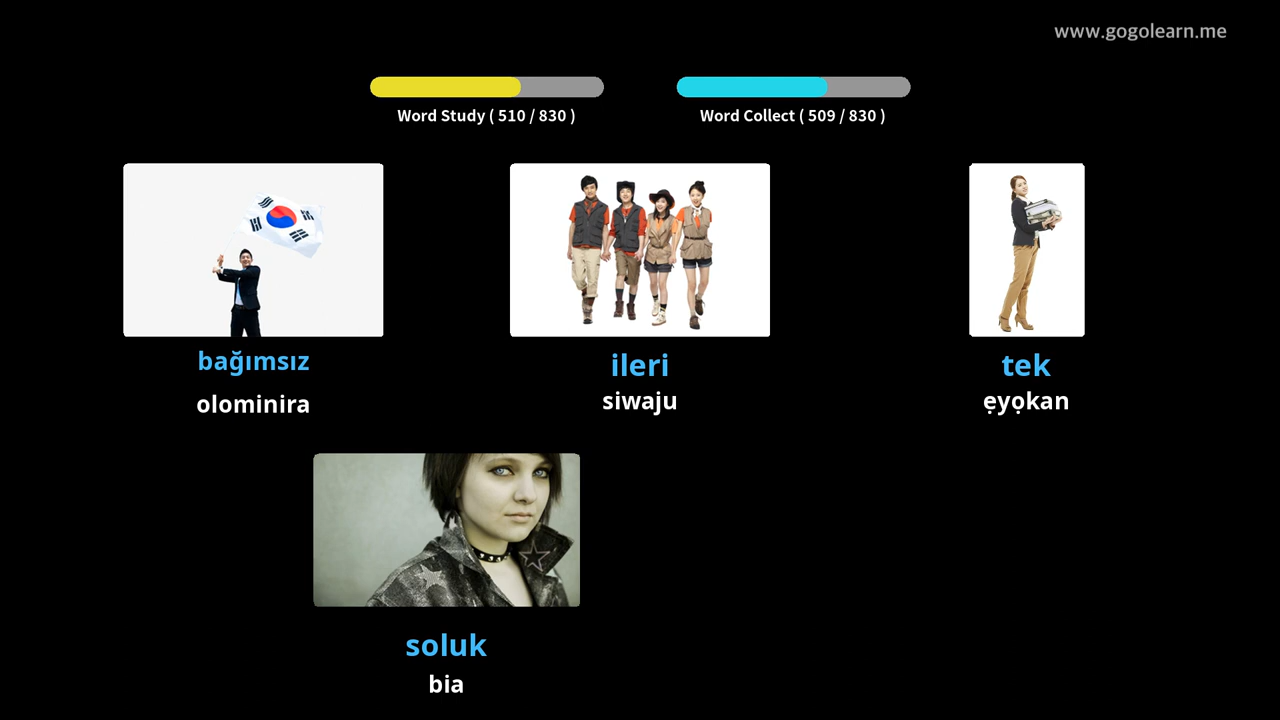 www.gogolearn.me
Word Study ( 510 / 830 )
Word Collect ( 509 / 830 )
bağımsız
olominira
ileri
siwaju
tek
ẹyọkan
soluk
bia